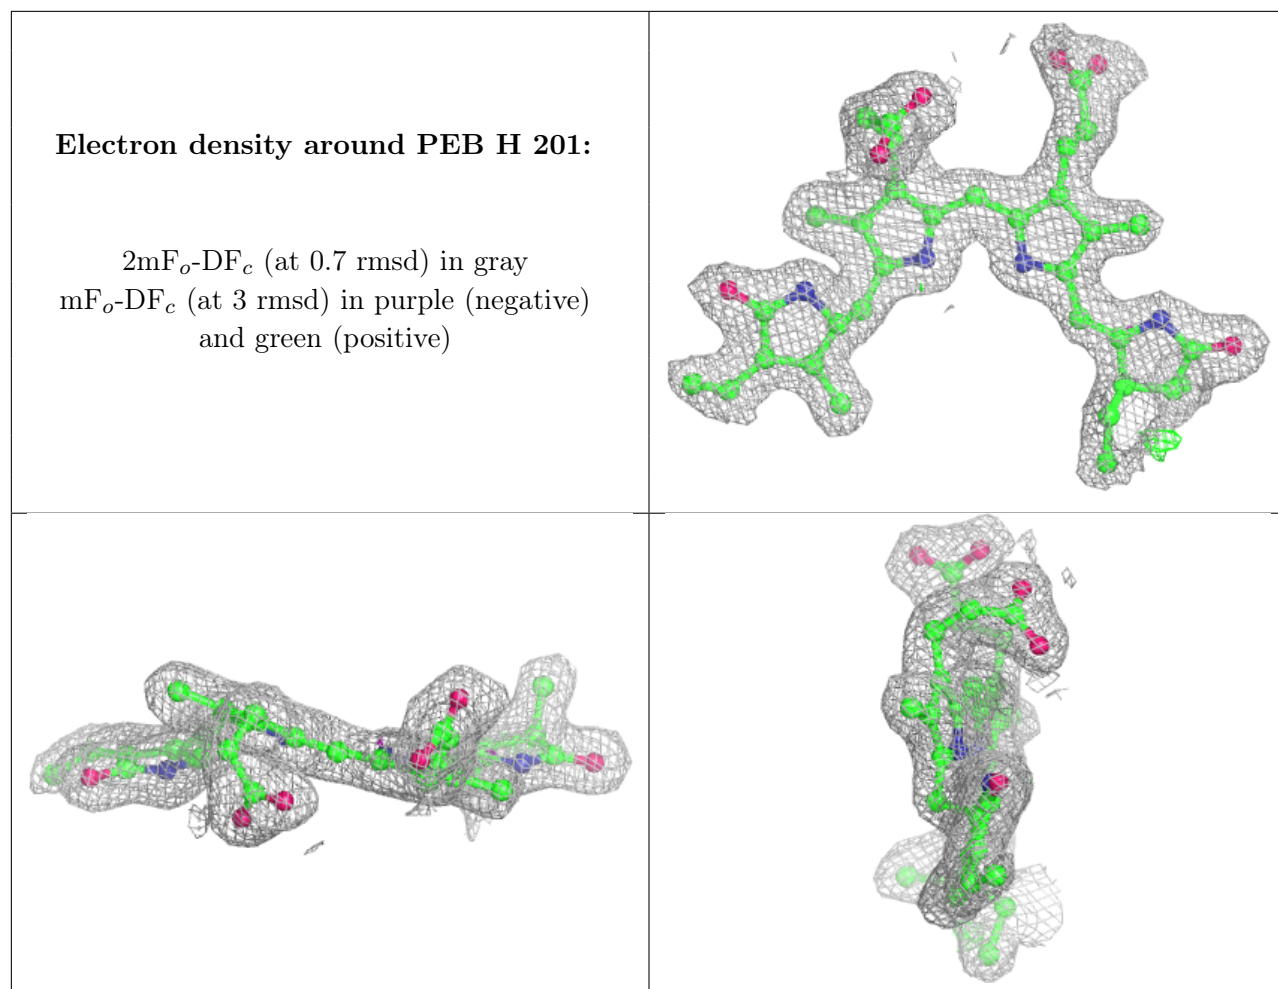 Electron density around PEB H 201:
2mFo-DFc (at 0.7 rmsd) in gray
mFo-DFc (at 3 rmsd) in purple (negative)
and green (positive)